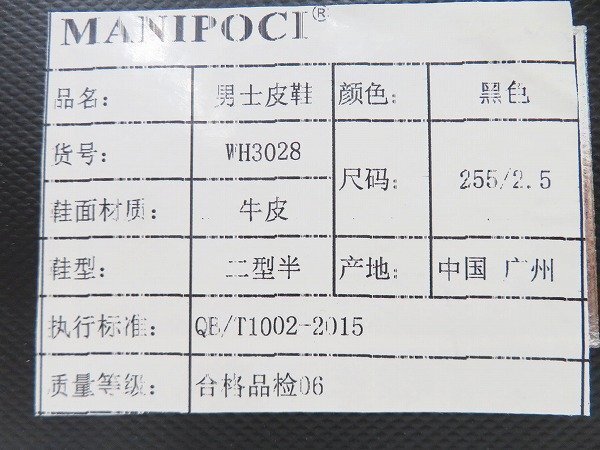 MANIPOCI®
品名： 男士皮鞋 颜色： 黑色
货号： WH3028
尺码： 255/2.5
鞋面材质： 牛皮
鞋型： 二型半 产地： 中国 广州
执行标准： QB/T1002-2015
质量等级： 合格品检06